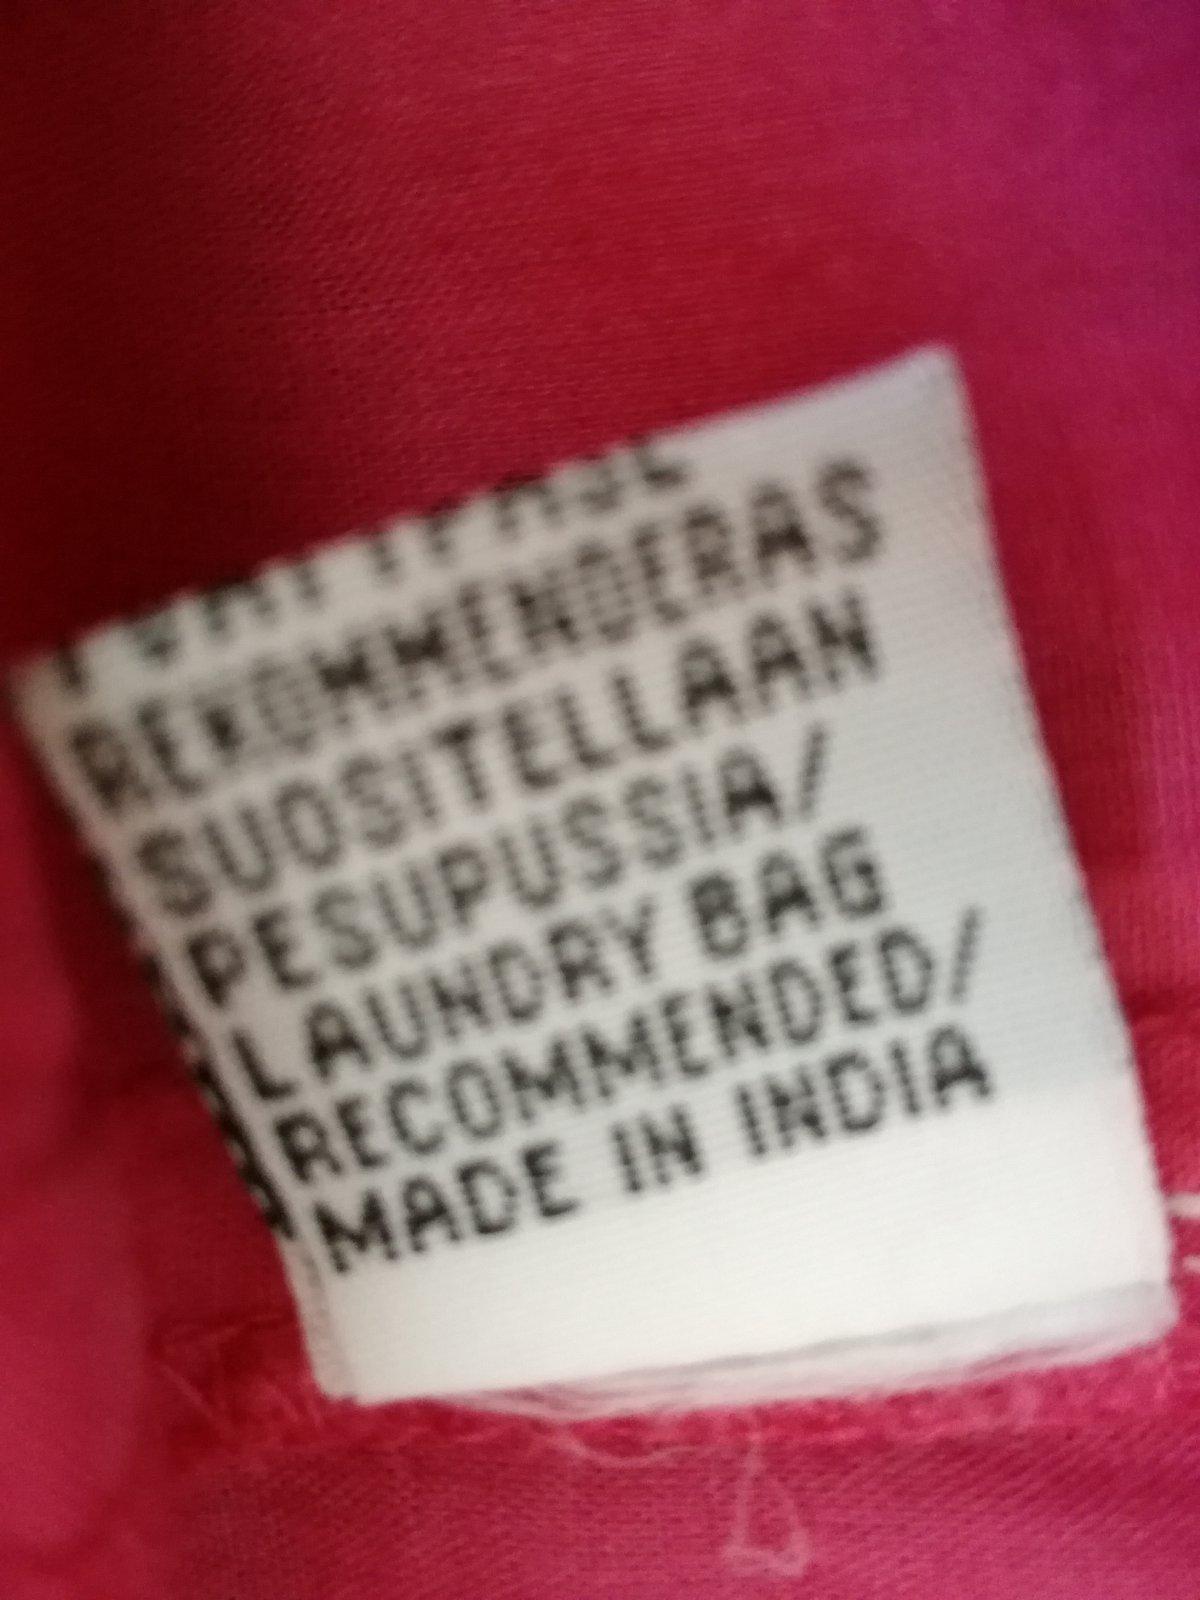 REKOMMENDERAS
SUOSITELLAAN
PESUPUSSIA/
LAUNDRY BAG
RECOMMENDED/
MADE IN INDIA